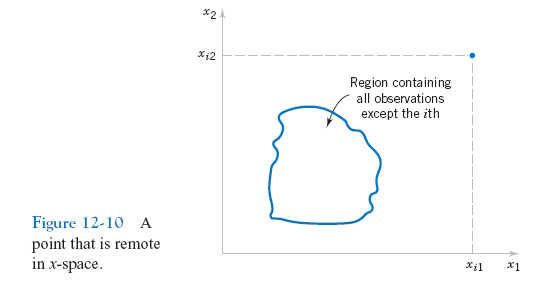 x2
xi2
Region containing
all observations
except the ith
Figure 12-10 A
point that is remote
in x-space.
xi1
x1